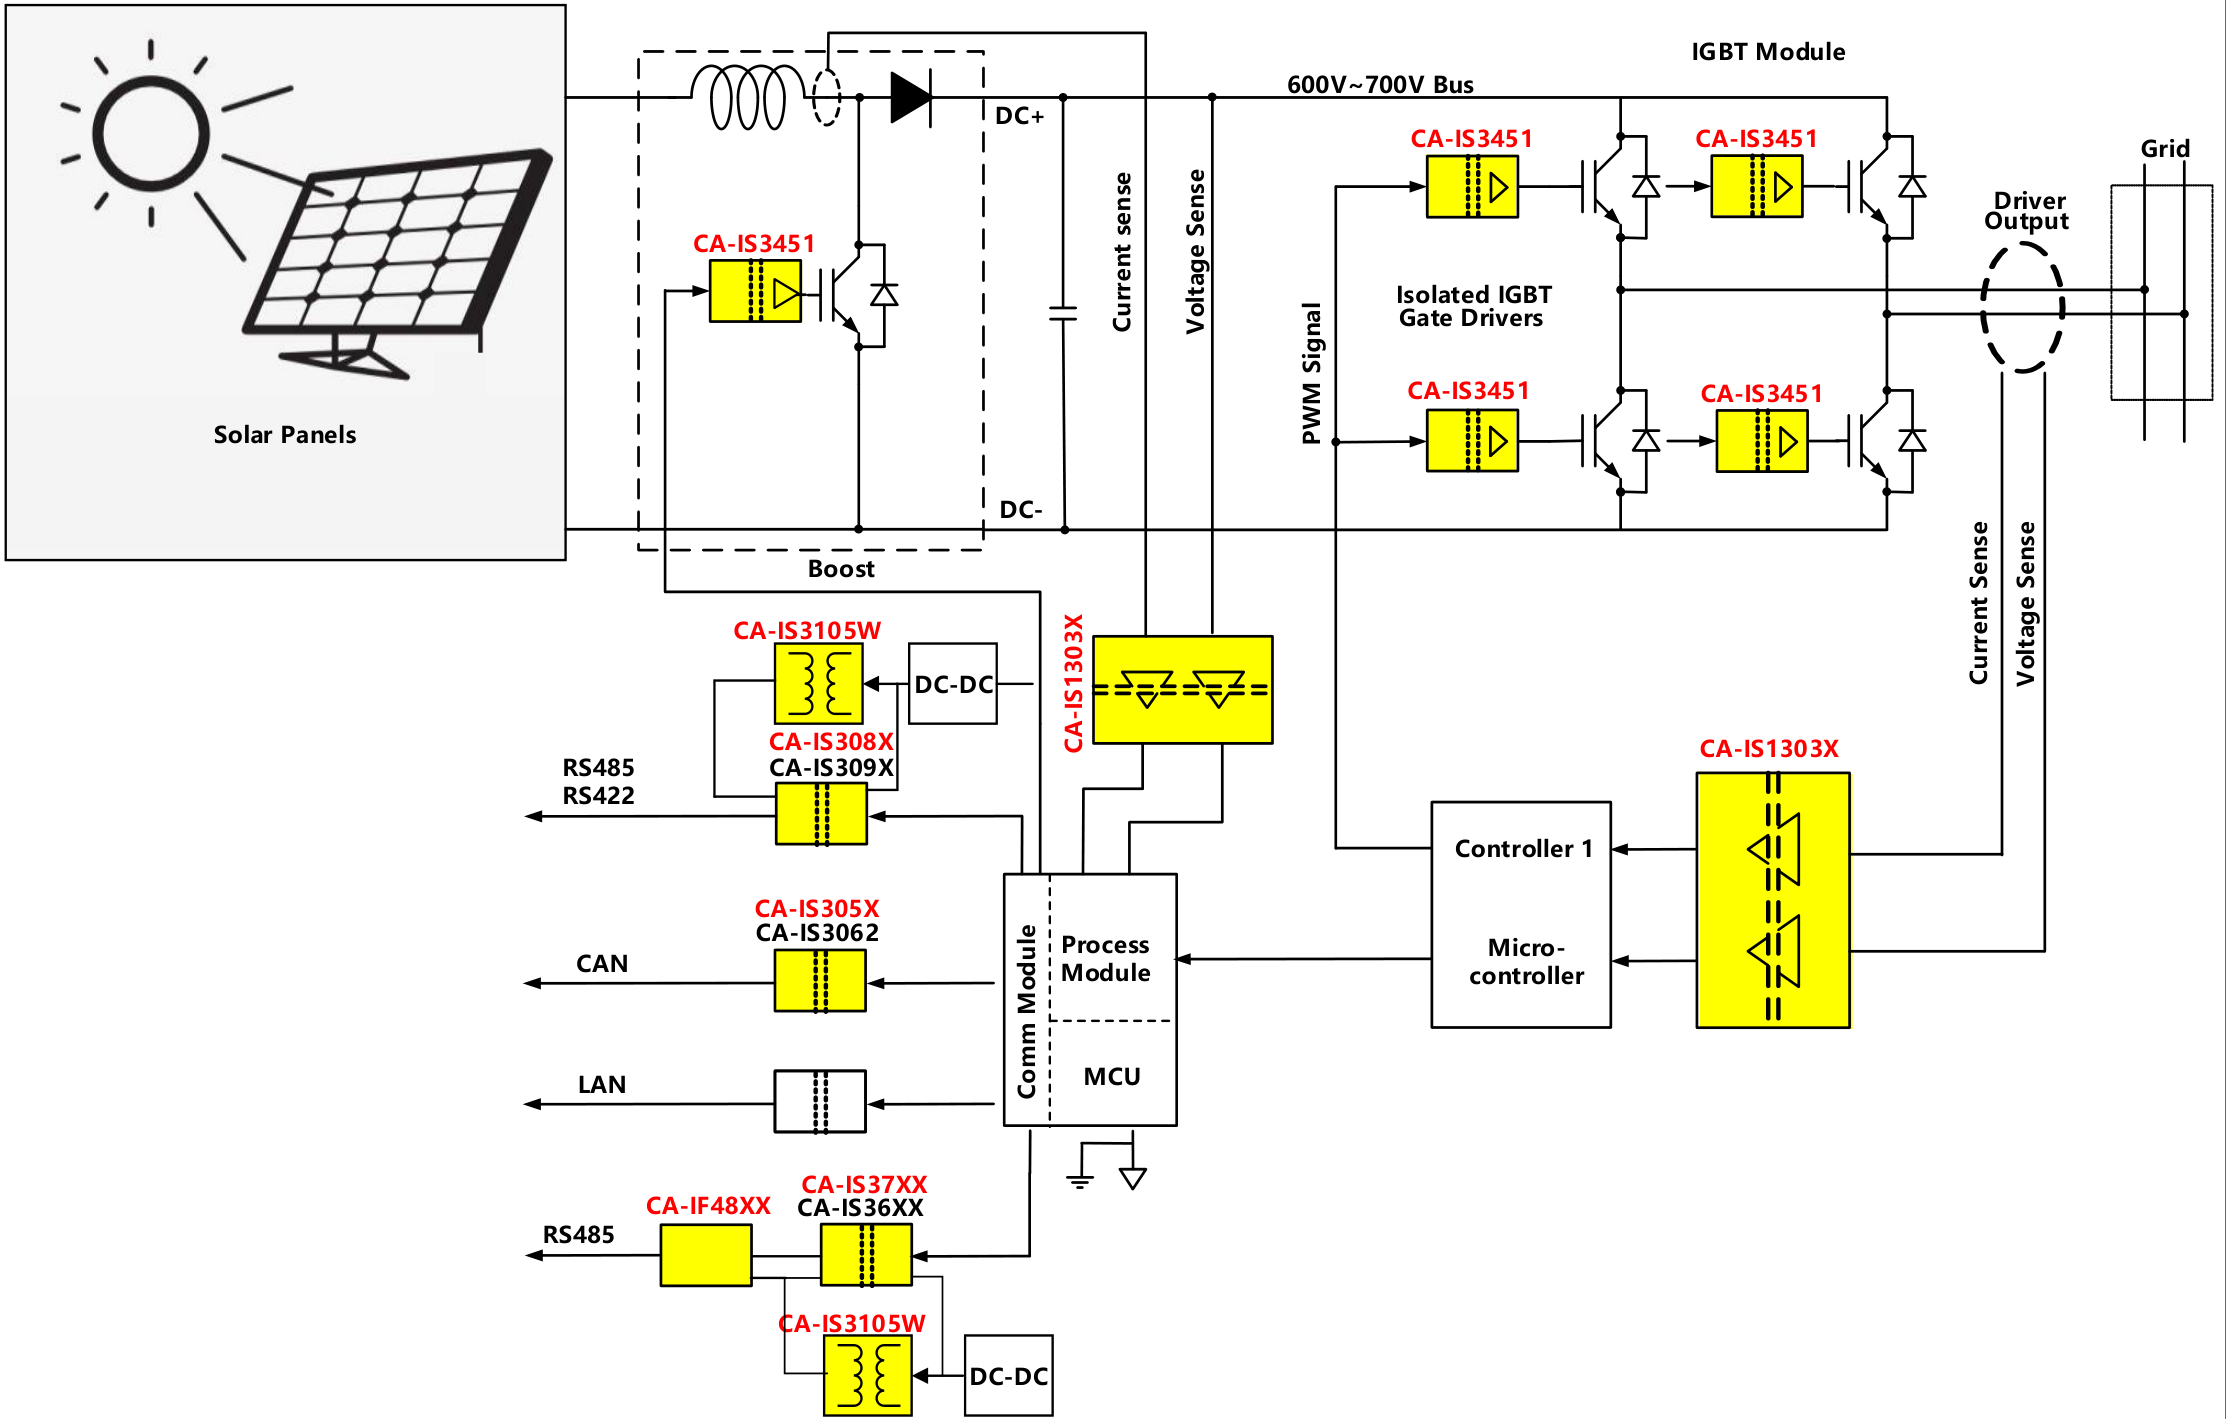 IGBT Module
600V~700V Bus
DC+
CA-IS3451
CA-IS3451
Grid
Driver
Output
CA-IS3451
Current sense
Voltage Sense
PWM Signal
Isolated IGBT
Gate Drivers
CA-IS3451
CA-IS3451
Solar Panels
DC-
Boost
Current Sense
Voltage Sense
CA-IS3105W
DC-DC
CA-IS1303X
CA-IS308X
CA-IS309X
RS485
RS422
CA-IS1303X
Controller 1
Micro-
controller
CA-IS305X
CA-IS3062
CAN
Comm Module
Process
Module
MCU
LAN
CA-IS37XX
CA-IS36XX
CA-IF48XX
RS485
CA-IS3105W
DC-DC